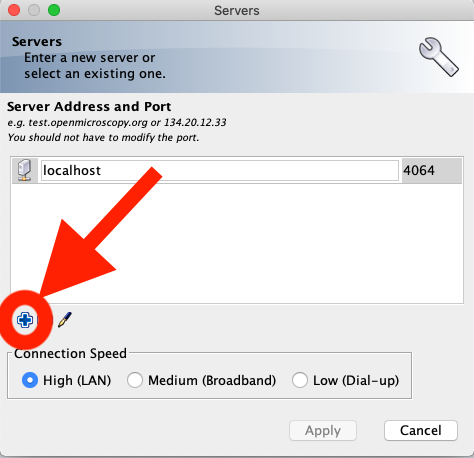 Servers
Servers
Enter a new server or
select an existing one.
Server Address and Port
e.g. test.openmicroscopy.org or 134.20.12.33
You should not have to modify the port.
localhost 4064
Connection Speed
High (LAN) Medium (Broadband) Low (Dial-up)
Apply Cancel